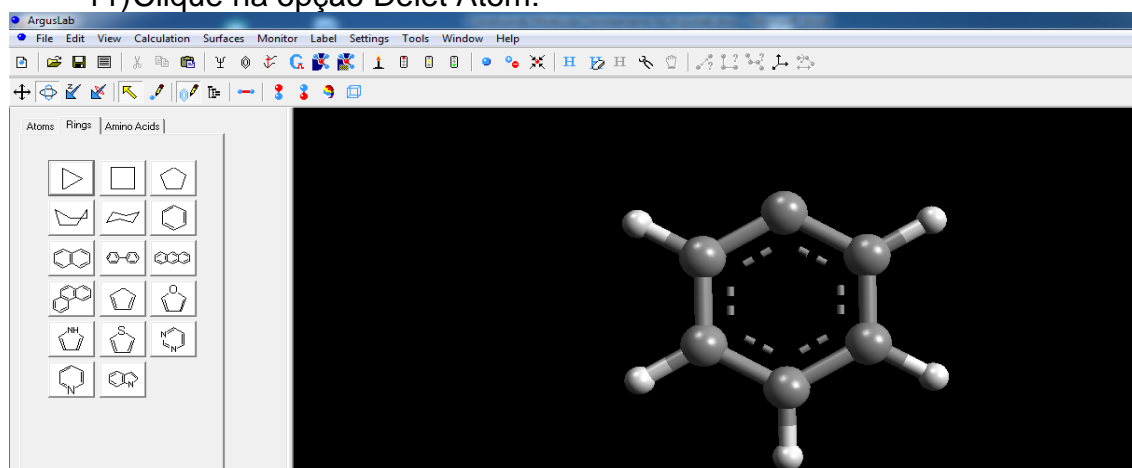 11)Clique na opção Delet Atom.
ArgusLab
File Edit View Calculation Surfaces Monitor Label Settings Tools Window Help
H H
Atoms Rings Amino Acids
O
NH S N N
N N